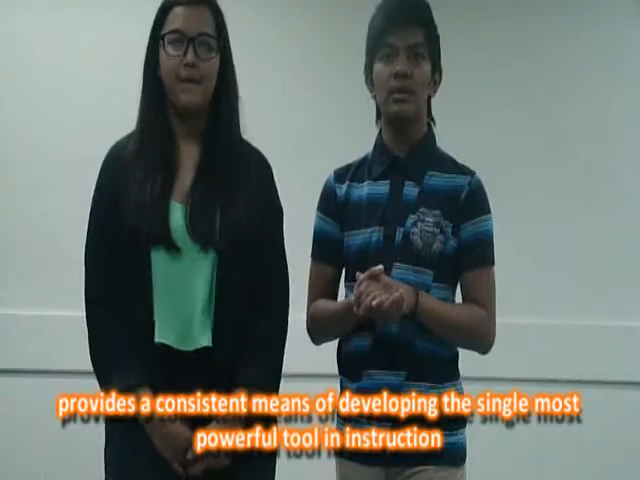 provides a consistent means of developing the single most
powerful tool in instruction